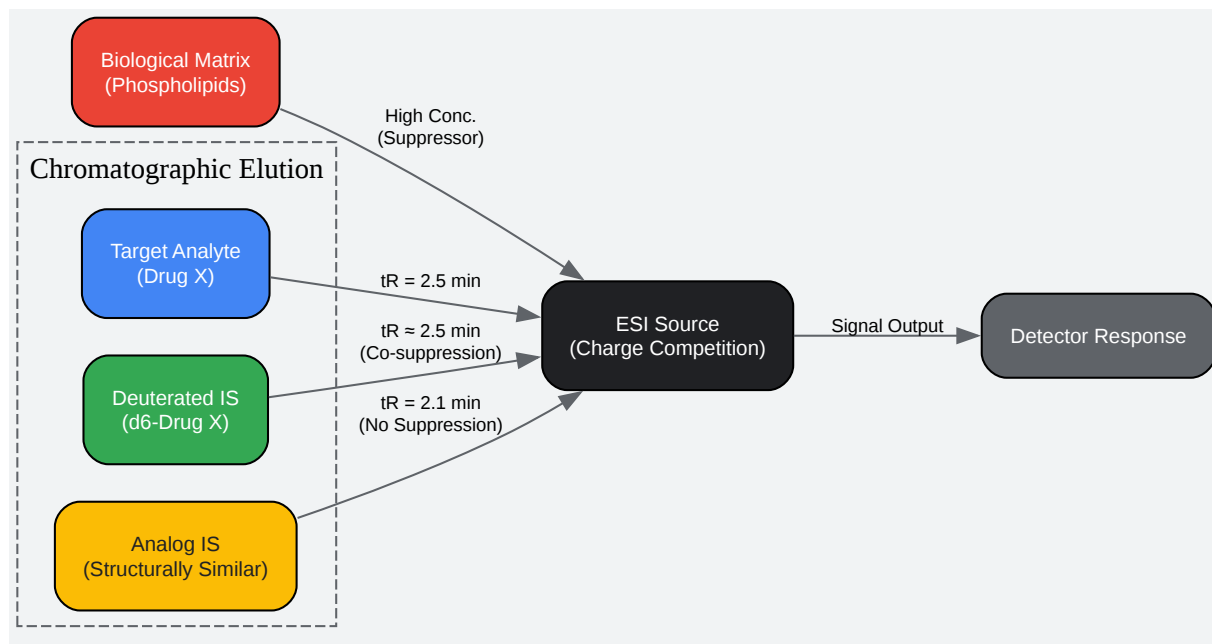 Biological Matrix
(Phospholipids)
High Conc.
(Suppressor)
Chromatographic Elution
Target Analyte
(Drug X)
tR = 2.5 min
tR ≈ 2.5 min
(Co-suppression)
ESI Source
(Charge Competition)
Signal Output
Detector Response
Deuterated IS
(d6-Drug X)
tR = 2.1 min
(No Suppression)
Analog IS
(Structurally Similar)